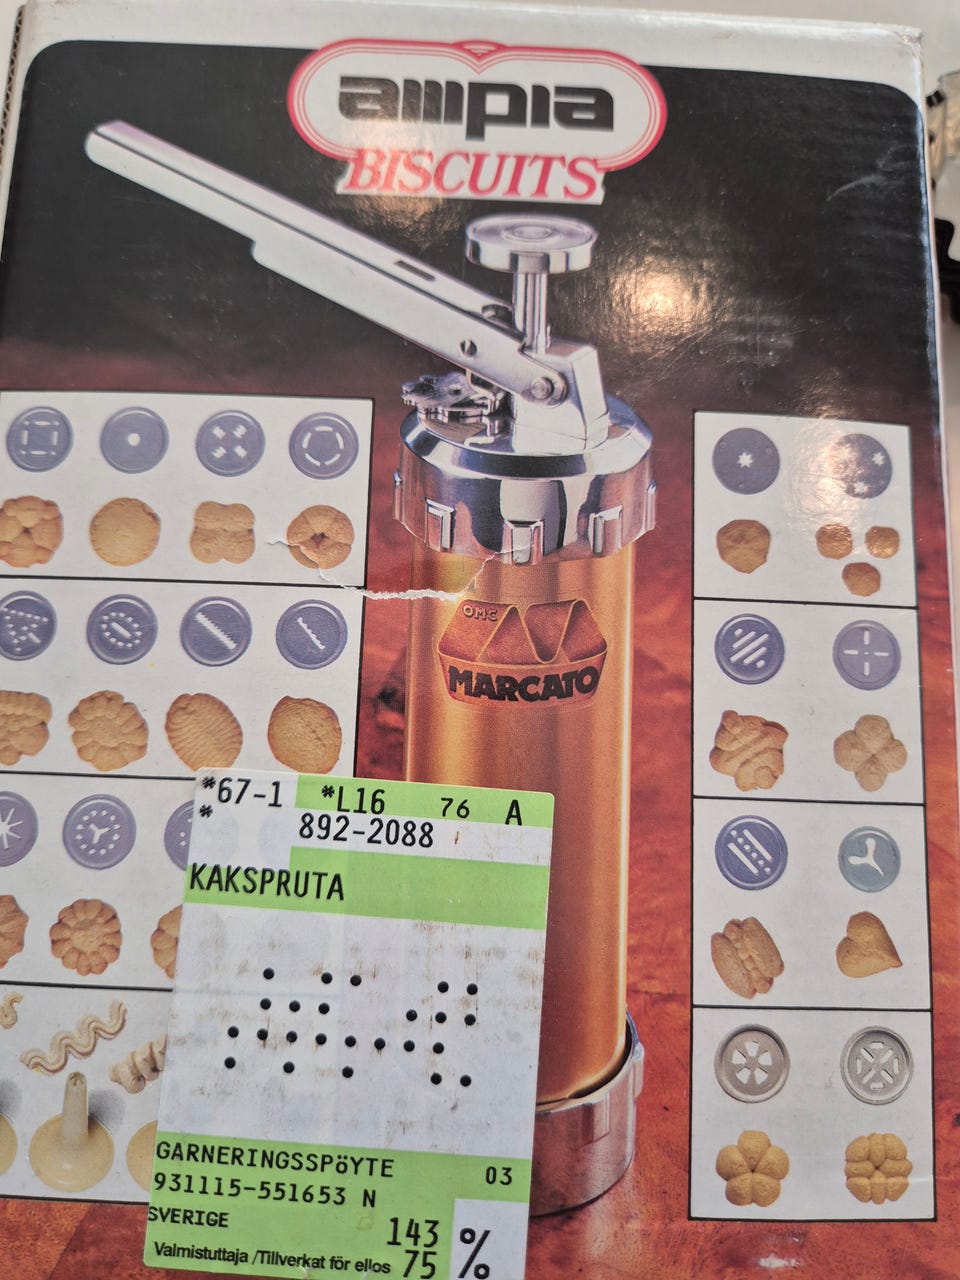 ampia
BISCUITS
OMC
MARCATO
*67-1 *L16 76 A
* 892-2088
KAKSPRUTA
GARNERINGSSPÖYTE 03
931115-551653 N
SVERIGE 143 %
Valmistuttaja /Tillverkat för ellos 75